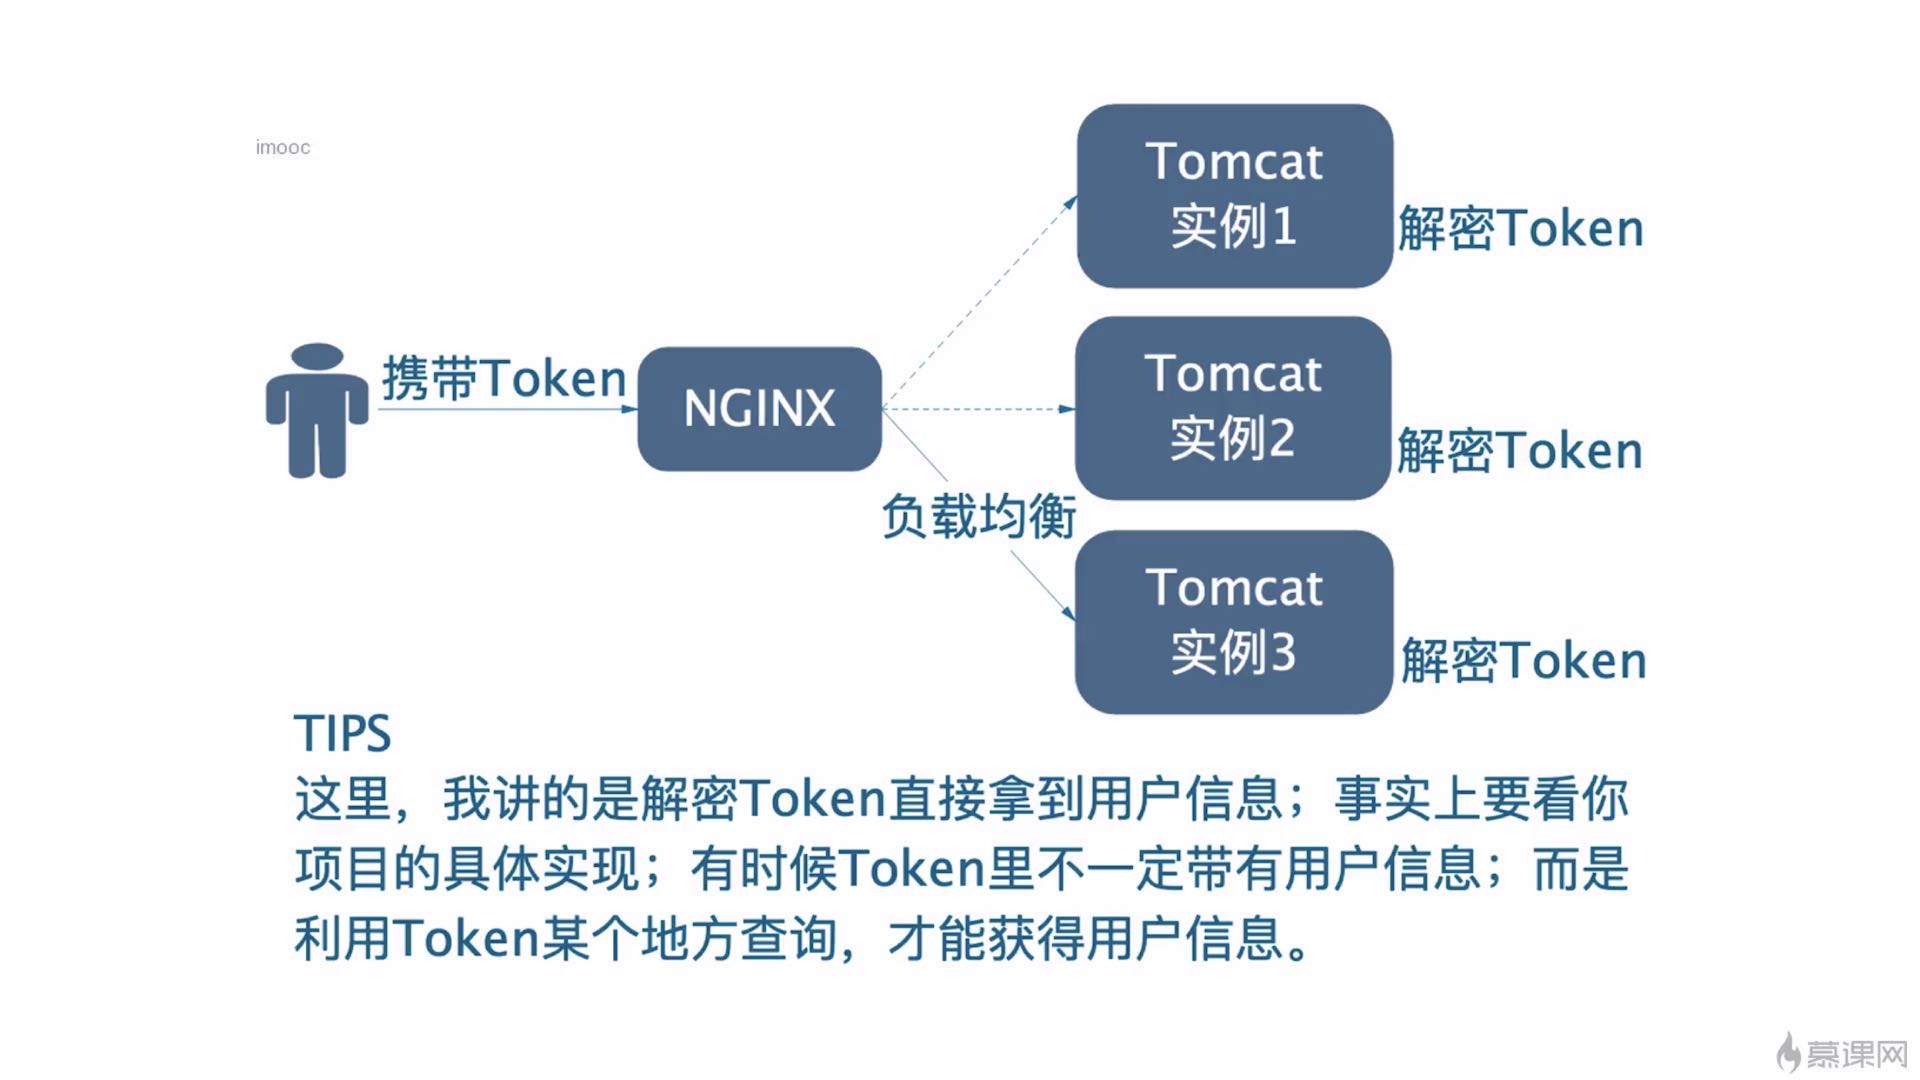 imooc
Tomcat
实例1
解密Token
携带Token
NGINX
Tomcat
实例2
解密Token
负载均衡
Tomcat
实例3
解密Token
TIPS
这里，我讲的是解密Token直接拿到用户信息；事实上要看你
项目的具体实现；有时候Token里不一定带有用户信息；而是
利用Token某个地方查询，才能获得用户信息。
慕课网